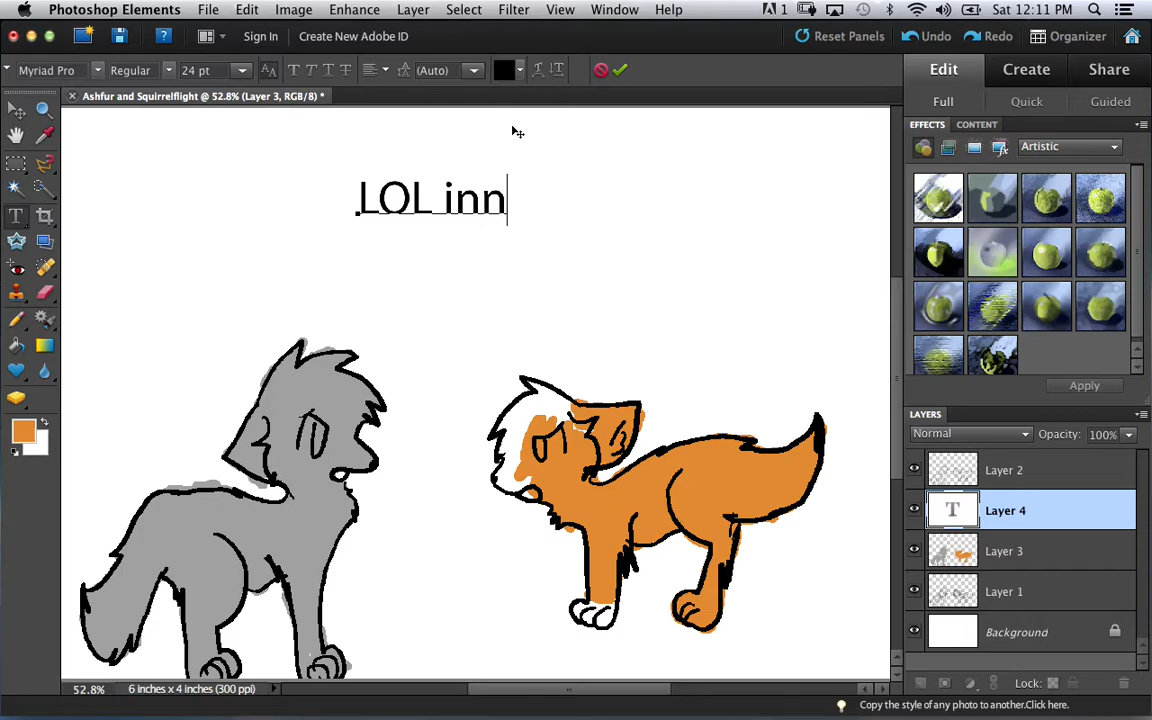 Photoshop Elements File Edit Image Enhance Layer Select Filter View Window Help 1 Sat 12:11 PM
Sign In Create New Adobe ID Reset Panels Undo Redo Organizer
Myriad Pro Regular 24 pt (Auto) Edit Create Share
Ashfur and Squirrelflight @ 52.8% (Layer 3, RGB/8) * Full Quick Guided
EFFECTS CONTENT
Artistic
LOL inn
Apply
LAYERS
Normal Opacity: 100%
Layer 2
T Layer 4
Layer 3
Layer 1
Background
Lock:
52.8% 6 inches x 4 inches (300 ppi)
Copy the style of any photo to another.Click here.